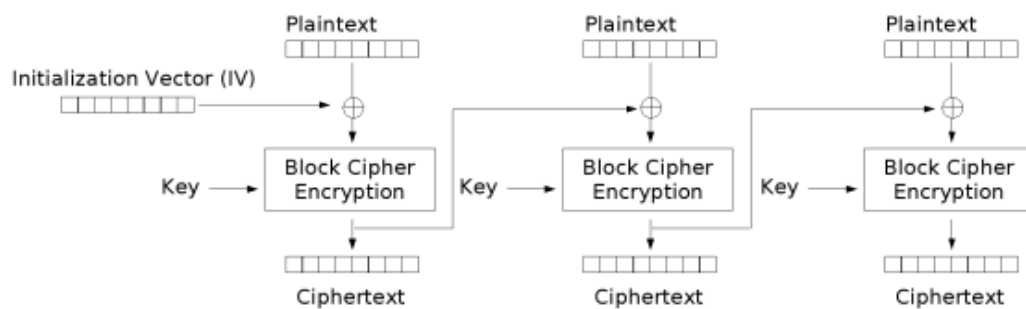 Plaintext
Plaintext
Plaintext
Initialization Vector (IV)
Block Cipher
Encryption
Block Cipher
Encryption
Block Cipher
Encryption
Key
Key
Key
Ciphertext
Ciphertext
Ciphertext